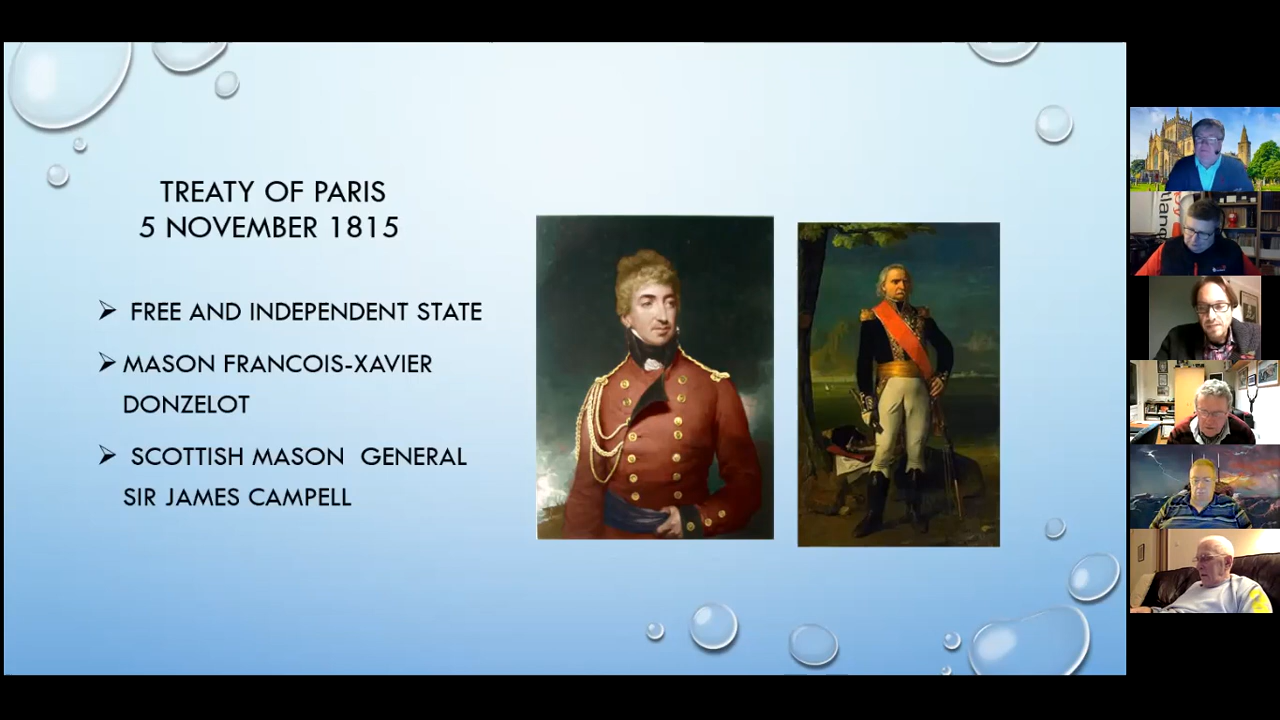 TREATY OF PARIS
5 NOVEMBER 1815
FREE AND INDEPENDENT STATE
MASON FRANCOIS-XAVIER
DONZELOT
SCOTTISH MASON GENERAL
SIR JAMES CAMPELL